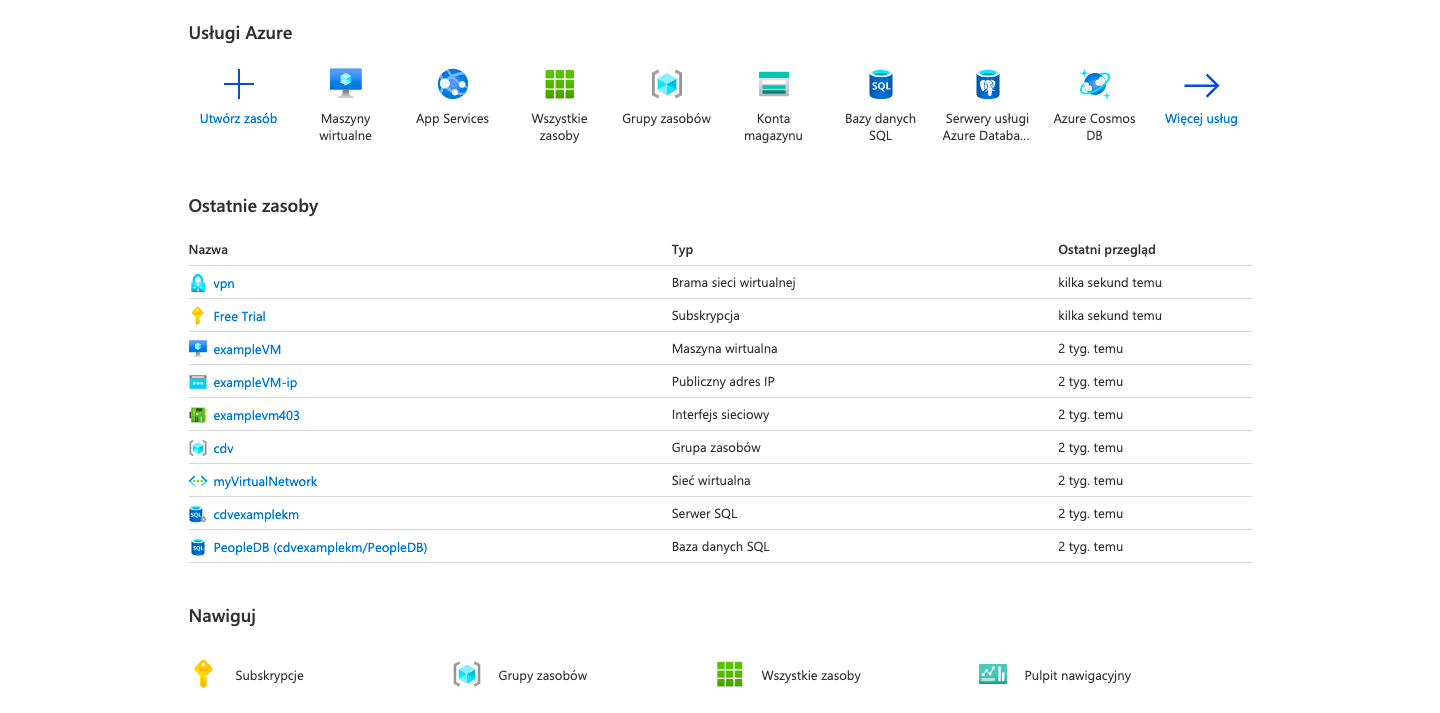 Usługi Azure
Utwórz zasób
Maszyny
wirtualne
App Services
Wszystkie
zasoby
Grupy zasobów
Konta
magazynu
Bazy danych
SQL
Serwery usługi
Azure Databa...
Azure Cosmos
DB
Więcej usług
Ostatnie zasoby
Nazwa Typ Ostatni przegląd
vpn Brama sieci wirtualnej kilka sekund temu
Free Trial Subskrypcja kilka sekund temu
exampleVM Maszyna wirtualna 2 tyg. temu
exampleVM-ip Publiczny adres IP 2 tyg. temu
examplevm403 Interfejs sieciowy 2 tyg. temu
cdv Grupa zasobów 2 tyg. temu
myVirtualNetwork Sieć wirtualna 2 tyg. temu
cdvexamplekm Serwer SQL 2 tyg. temu
PeopleDB (cdvexamplekm/PeopleDB) Baza danych SQL 2 tyg. temu
Nawiguj
Subskrypcje Grupy zasobów Wszystkie zasoby Pulpit nawigacyjny